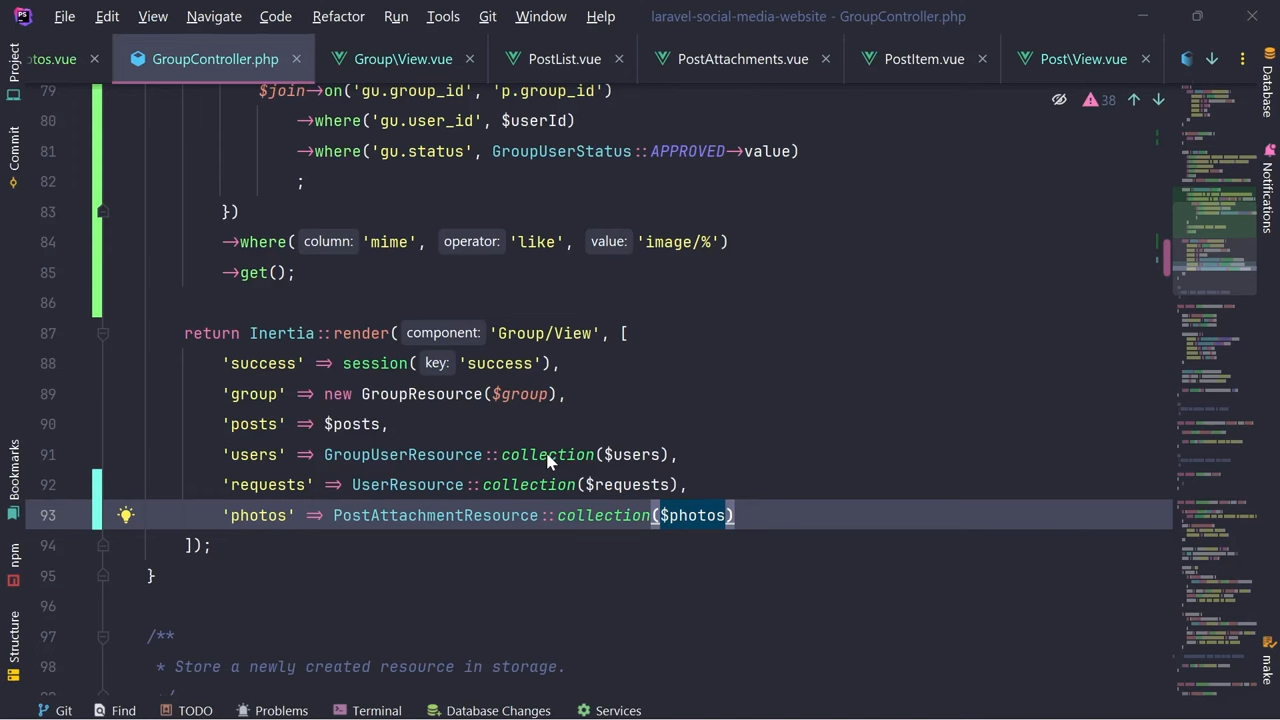 File Edit View Navigate Code Refactor Run Tools Git Window Help laravel-social-media-website - GroupController.php
otos.vue GroupController.php Group\View.vue PostList.vue PostAttachments.vue PostItem.vue Post\View.vue
79 $join->on('gu.group_id', 'p.group_id')
80 ->where('gu.user_id', $userId)
81 ->where('gu.status', GroupUserStatus::APPROVED->value)
82 ;
83 })
84 ->where( column: 'mime', operator: 'like', value: 'image/%')
85 ->get();
86
87 return Inertia::render( component: 'Group/View', [
88 'success' => session( key: 'success'),
89 'group' => new GroupResource($group),
90 'posts' => $posts,
91 'users' => GroupUserResource::collection($users),
92 'requests' => UserResource::collection($requests),
93 'photos' => PostAttachmentResource::collection($photos)
94 ]);
95 }
96
97 /**
98 * Store a newly created resource in storage.
38
Project
Commit
Bookmarks
npm
Structure
Database
Notifications
make
Git Find TODO Problems Terminal Database Changes Services